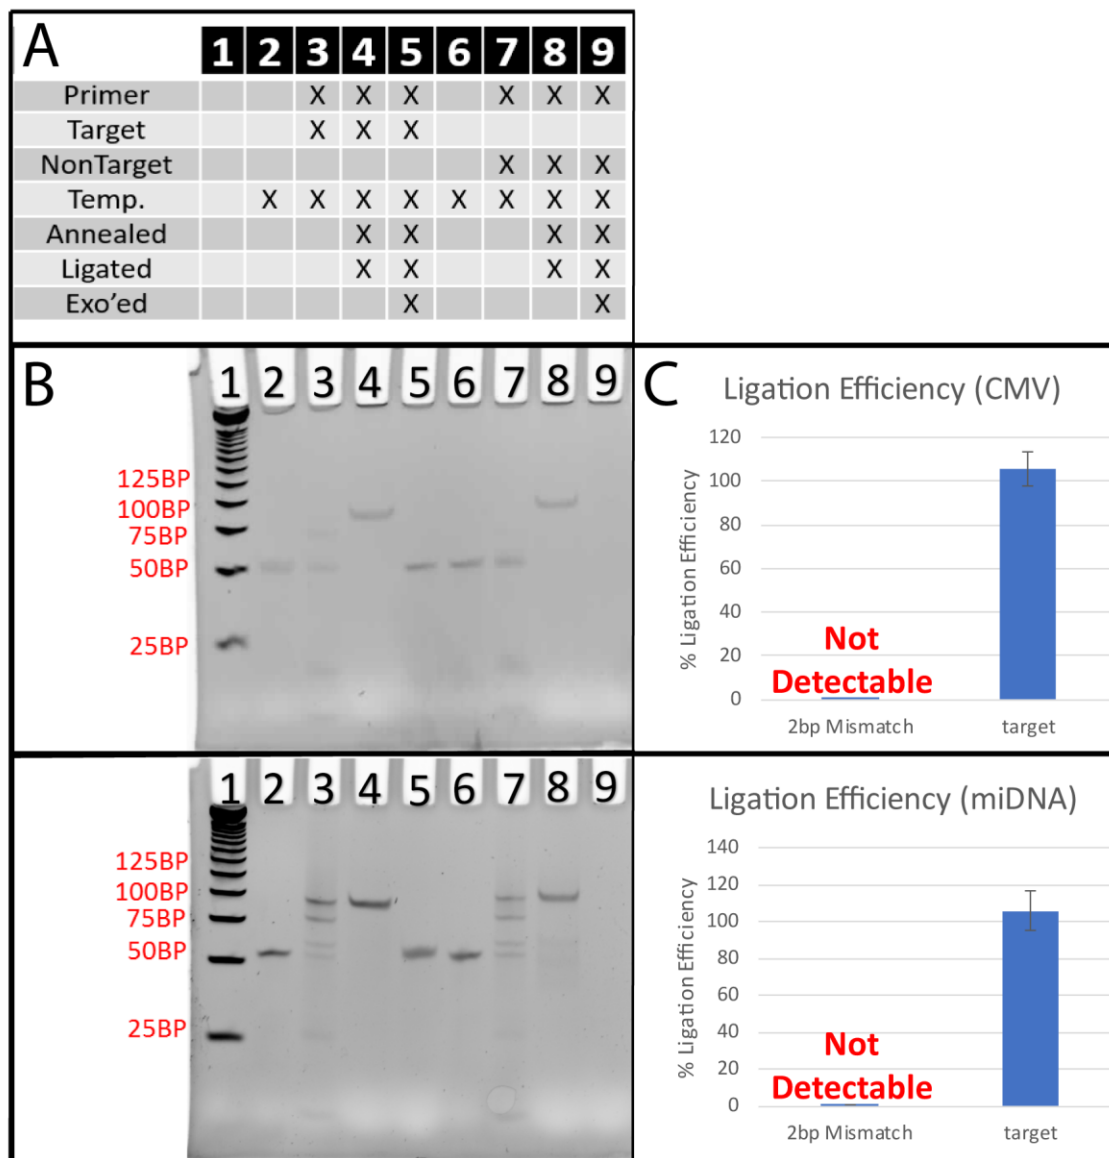 A 1 2 3 4 5 6 7 8 9
Primer X X X X X X
Target X X X
NonTarget X X X
Temp. X X X X X X X X
Annealed X X X X
Ligated X X X X
Exo'ed X X
B 1 2 3 4 5 6 7 8 9
125BP
100BP
75BP
50BP
25BP
C Ligation Efficiency (CMV)
% Ligation Efficiency
120
100
80
60
40
20
0
Not
Detectable
2bp Mismatch target
1 2 3 4 5 6 7 8 9
125BP
100BP
75BP
50BP
25BP
Ligation Efficiency (miDNA)
% Ligation Efficiency
140
120
100
80
60
40
20
0
Not
Detectable
2bp Mismatch target